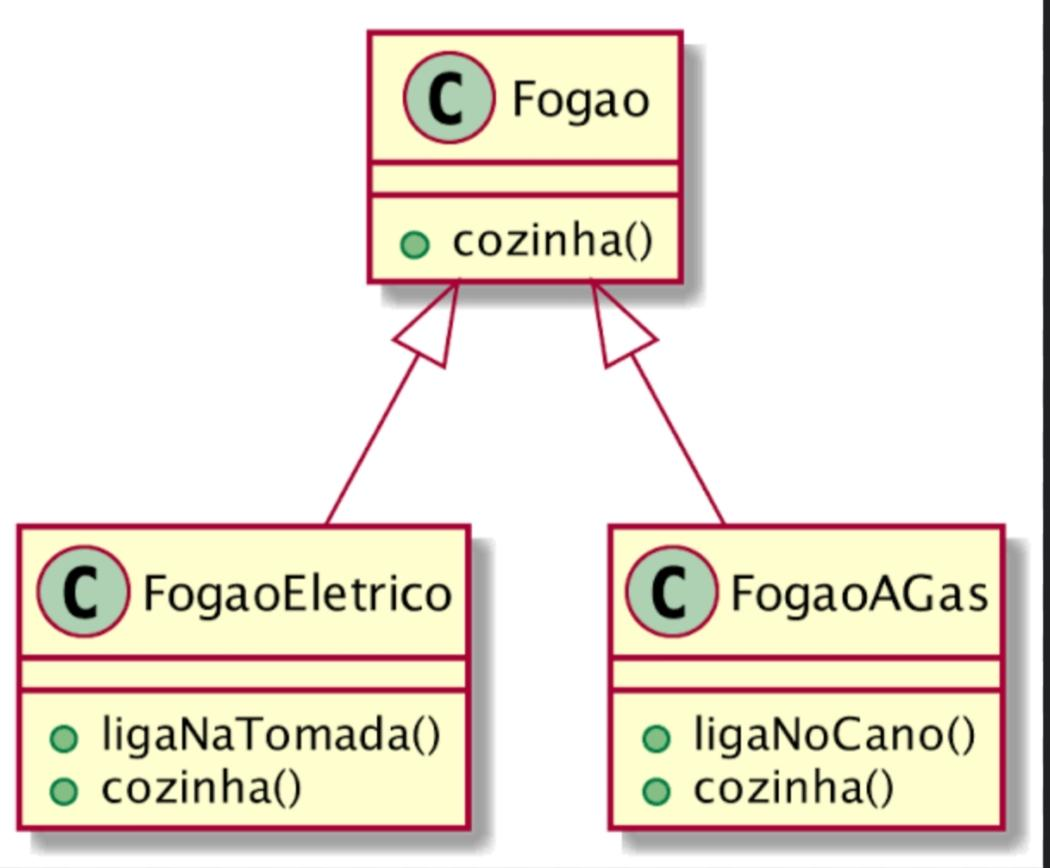 C Fogao
cozinha()
C FogaoEletrico
ligaNaTomada()
cozinha()
C FogaoAGas
ligaNoCano()
cozinha()